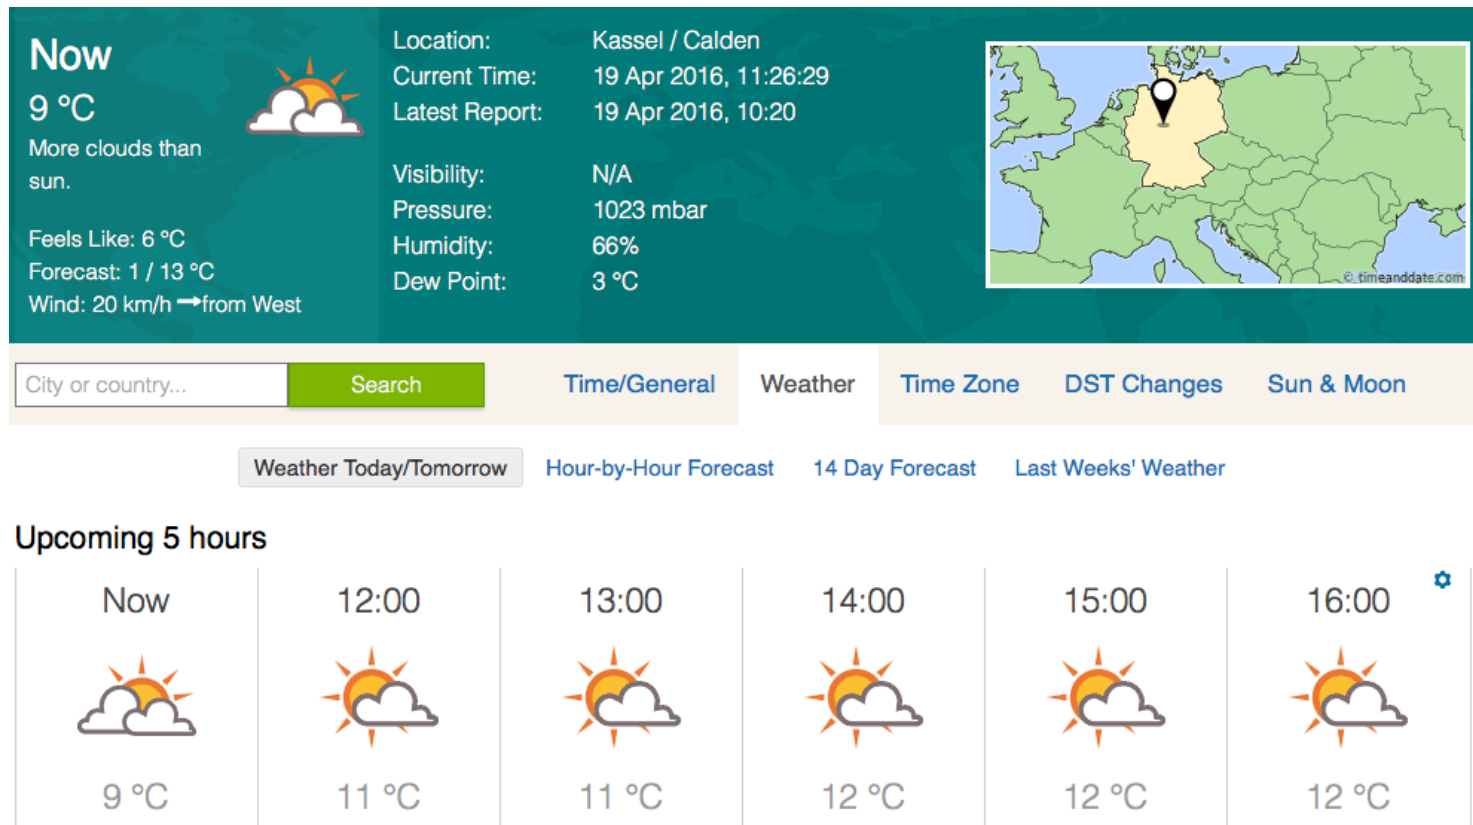 Now
9 °C
More clouds than
sun.
Feels Like: 6 °C
Forecast: 1 / 13 °C
Wind: 20 km/h from West
Location: Kassel / Calden
Current Time: 19 Apr 2016, 11:26:29
Latest Report: 19 Apr 2016, 10:20
Visibility: N/A
Pressure: 1023 mbar
Humidity: 66%
Dew Point: 3 °C
© timeanddate.com
City or country... Search Time/General Weather Time Zone DST Changes Sun & Moon
Weather Today/Tomorrow Hour-by-Hour Forecast 14 Day Forecast Last Weeks' Weather
Upcoming 5 hours
Now 12:00 13:00 14:00 15:00 16:00
9 °C 11 °C 11 °C 12 °C 12 °C 12 °C